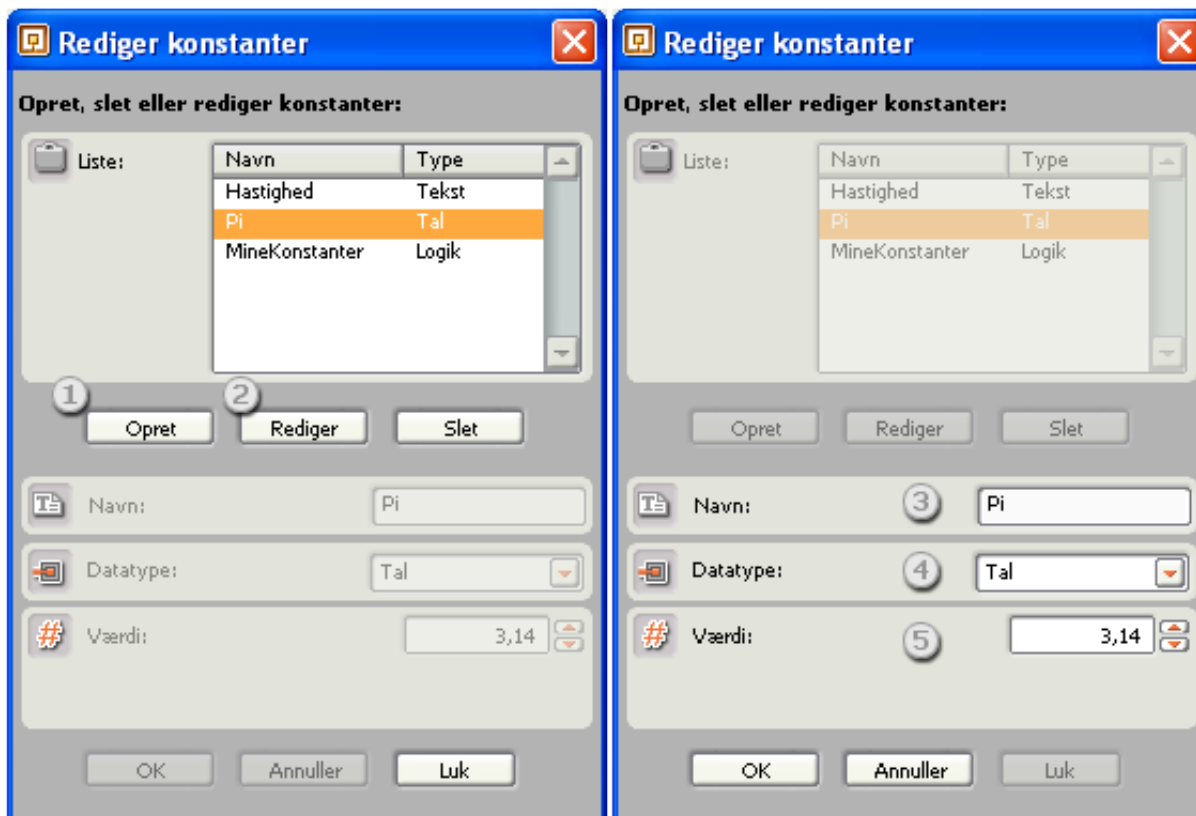 Rediger konstanter
Opret, slet eller rediger konstanter:
Liste:
Navn Type
Hastighed Tekst
Pi Tal
MineKonstanter Logik
1 2
Opret Rediger Slet
Navn: Pi
Datatype: Tal
Værdi: 3,14
OK Annuller Luk
Rediger konstanter
Opret, slet eller rediger konstanter:
Liste:
Navn Type
Hastighed Tekst
Pi Tal
MineKonstanter Logik
Opret Rediger Slet
Navn: 3 Pi
Datatype: 4 Tal
Værdi: 5 3,14
OK Annuller Luk